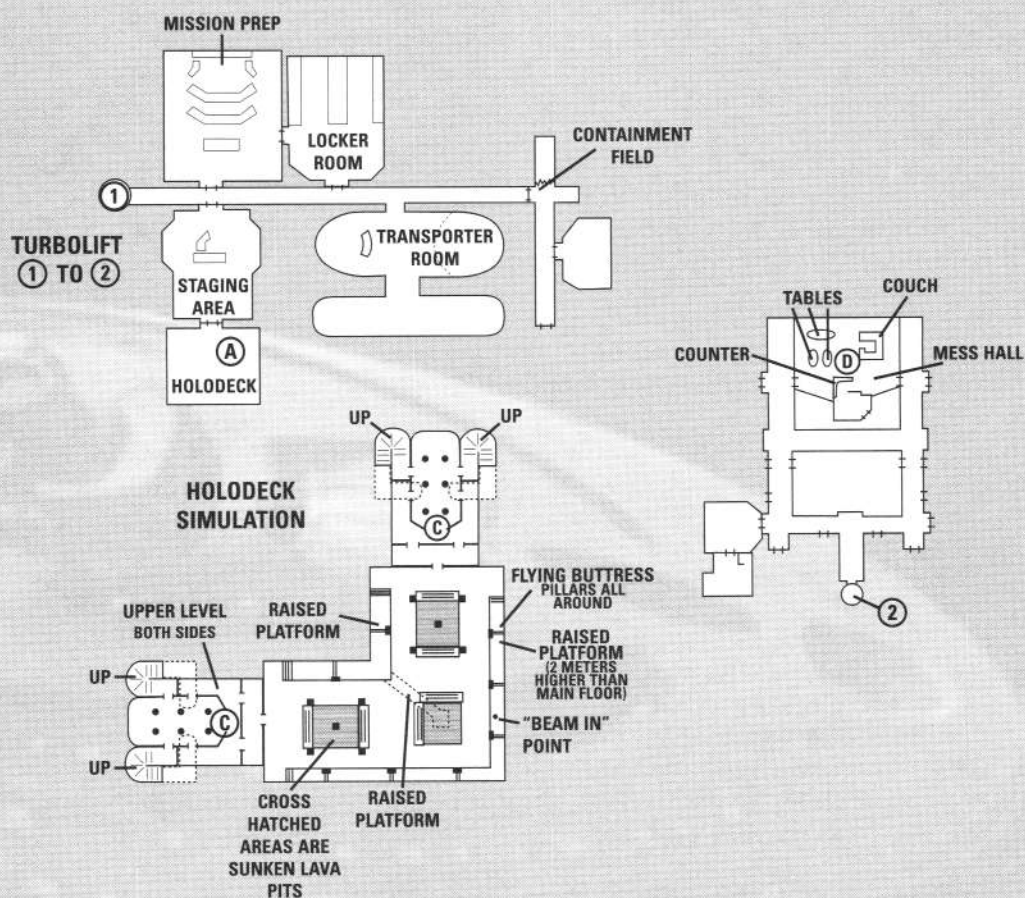 MISSION PREP
LOCKER
ROOM
CONTAINMENT
FIELD
1
TURBOLIFT
1 TO 2
TRANSPORTER
ROOM
STAGING
AREA
A
HOLODECK
TABLES
COUCH
COUNTER
D
MESS HALL
2
UP
UP
HOLODECK
SIMULATION
C
FLYING BUTTRESS
PILLARS ALL
AROUND
UPPER LEVEL
BOTH SIDES
RAISED
PLATFORM
RAISED
PLATFORM
(2 METERS
HIGHER THAN
MAIN FLOOR)
UP
C
"BEAM IN"
POINT
UP
CROSS
HATCHED
AREAS ARE
SUNKEN LAVA
PITS
RAISED
PLATFORM